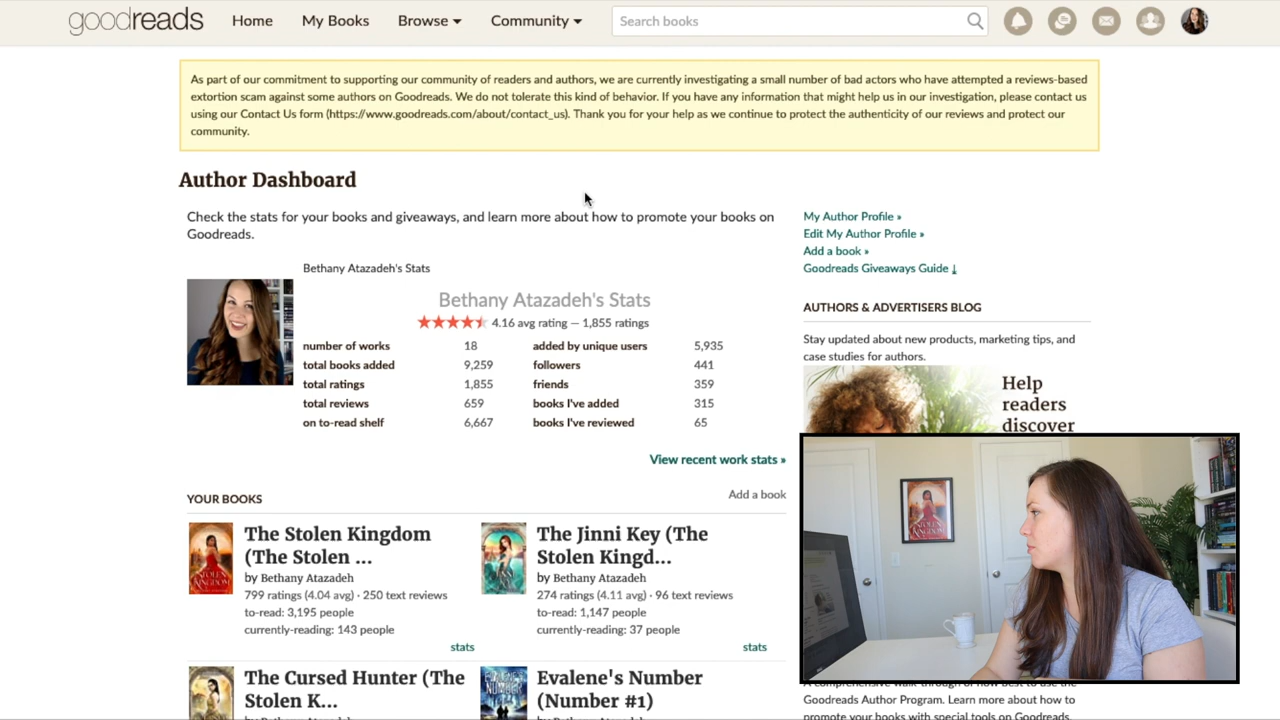 goodreads Home My Books Browse Community Search books
As part of our commitment to supporting our community of readers and authors, we are currently investigating a small number of bad actors who have attempted a reviews-based
extortion scam against some authors on Goodreads. We do not tolerate this kind of behavior. If you have any information that might help us in our investigation, please contact us
using our Contact Us form (https://www.goodreads.com/about/contact_us). Thank you for your help as we continue to protect the authenticity of our reviews and protect our
community.
Author Dashboard
Check the stats for your books and giveaways, and learn more about how to promote your books on
Goodreads.
Bethany Atazadeh's Stats
Bethany Atazadeh's Stats
4.16 avg rating — 1,855 ratings
number of works 18 added by unique users 5,935
total books added 9,259 followers 441
total ratings 1,855 friends 359
total reviews 659 books I've added 315
on to-read shelf 6,667 books I've reviewed 65
View recent work stats »
YOUR BOOKS Add a book
The Stolen Kingdom
(The Stolen ...
by Bethany Atazadeh
799 ratings (4.04 avg) · 250 text reviews
to-read: 3,195 people
currently-reading: 143 people
stats
The Jinni Key (The
Stolen Kingd...
by Bethany Atazadeh
274 ratings (4.11 avg) · 96 text reviews
to-read: 1,147 people
currently-reading: 37 people
stats
The Cursed Hunter (The
Stolen K...
Evalene's Number
(Number #1)
My Author Profile »
Edit My Author Profile »
Add a book »
Goodreads Giveaways Guide ↓
AUTHORS & ADVERTISERS BLOG
Stay updated about new products, marketing tips, and
case studies for authors.
Help
readers
discover
Goodreads Author Program. Learn more about how to
promote your books with special tools on Goodreads.